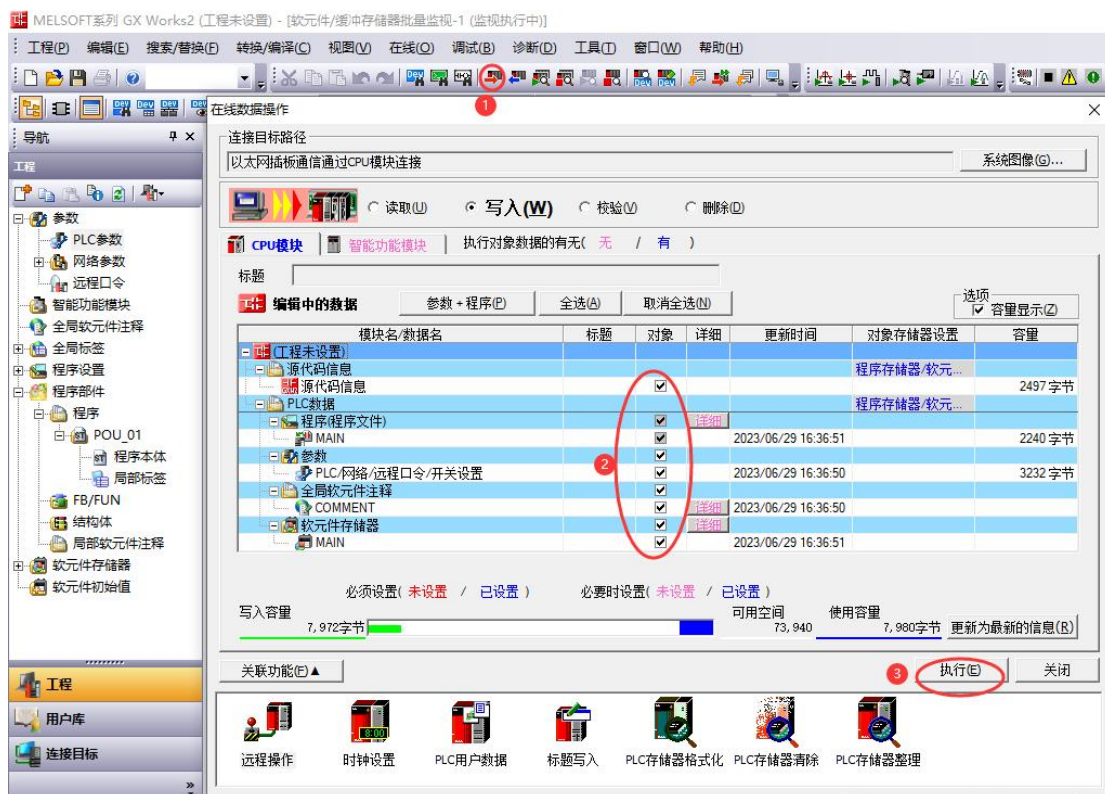 MELSOFT系列 GX Works2 (工程未设置) - [软元件/缓冲存储器批量监视-1 (监视执行中)]
工程(P) 编辑(E) 搜索/替换(F) 转换/编译(C) 视图(V) 在线(O) 调试(B) 诊断(D) 工具(T) 窗口(W) 帮助(H)
1
在线数据操作
导航
工程
参数
PLC参数
网络参数
远程口令
智能功能模块
全局软元件注释
全局标签
程序设置
程序部件
程序
POU_01
程序本体
局部标签
FB/FUN
结构体
局部软元件注释
软元件存储器
软元件初始值
工程
用户库
连接目标
连接目标路径
以太网插板通信通过CPU模块连接
系统图像(G)...
读取(U) 写入(W) 校验(V) 删除(D)
CPU模块 智能功能模块 执行对象数据的有无( 无 / 有 )
标题
编辑中的数据 参数+程序(P) 全选(A) 取消全选(N)
选项
容量显示(Z)
模块名/数据名 标题 对象 详细 更新时间 对象存储器设置 容量
(工程未设置)
源代码信息 程序存储器/软元...
源代码信息 2497 字节
PLC数据 程序存储器/软元...
程序(程序文件) 详细
MAIN 2023/06/29 16:36:51 2240 字节
参数
2
PLC/网络/远程口令/开关设置 2023/06/29 16:36:50 3232 字节
全局软元件注释
COMMENT 详细 2023/06/29 16:36:50
软元件存储器 详细
MAIN 2023/06/29 16:36:51
必须设置( 未设置 / 已设置 ) 必要时设置( 未设置 / 已设置 )
写入容量 可用空间 使用容量
7,972字节 73,940 7,980字节 更新为最新的信息(R)
关联功能(F)▲ 3 执行(E) 关闭
远程操作 时钟设置 PLC用户数据 标题写入 PLC存储器格式化 PLC存储器清除 PLC存储器整理